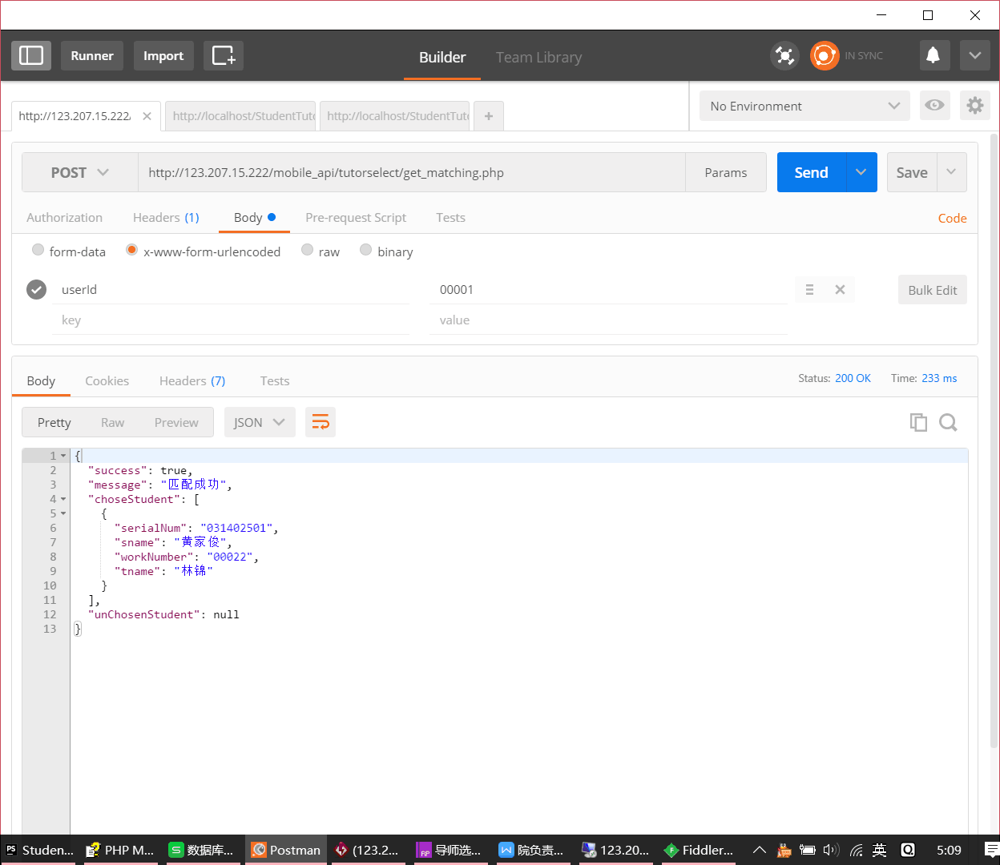 Runner
Import
Builder
Team Library
IN SYNC
http://123.207.15.222/
http://localhost/StudentTuto
http://localhost/StudentTuto
+
No Environment
POST
http://123.207.15.222/mobile_api/tutorselect/get_matching.php
Params
Send
Save
Authorization
Headers (1)
Body
Pre-request Script
Tests
Code
form-data
x-www-form-urlencoded
raw
binary
userId
00001
Bulk Edit
key
value
Body
Cookies
Headers (7)
Tests
Status: 200 OK
Time: 233 ms
Pretty
Raw
Preview
JSON
1 {
2 "success": true,
3 "message": "匹配成功",
4 "choseStudent": [
5 {
6 "serialNum": "031402501",
7 "sname": "黄家俊",
8 "workNumber": "00022",
9 "tname": "林锦"
10 }
11 ],
12 "unChosenStudent": null
13 }
PS
Studen...
PHP M...
S
数据库...
Postman
(123.2...
RP
导师选...
W
院负责...
123.20...
F
Fiddler...
英
Q
5:09